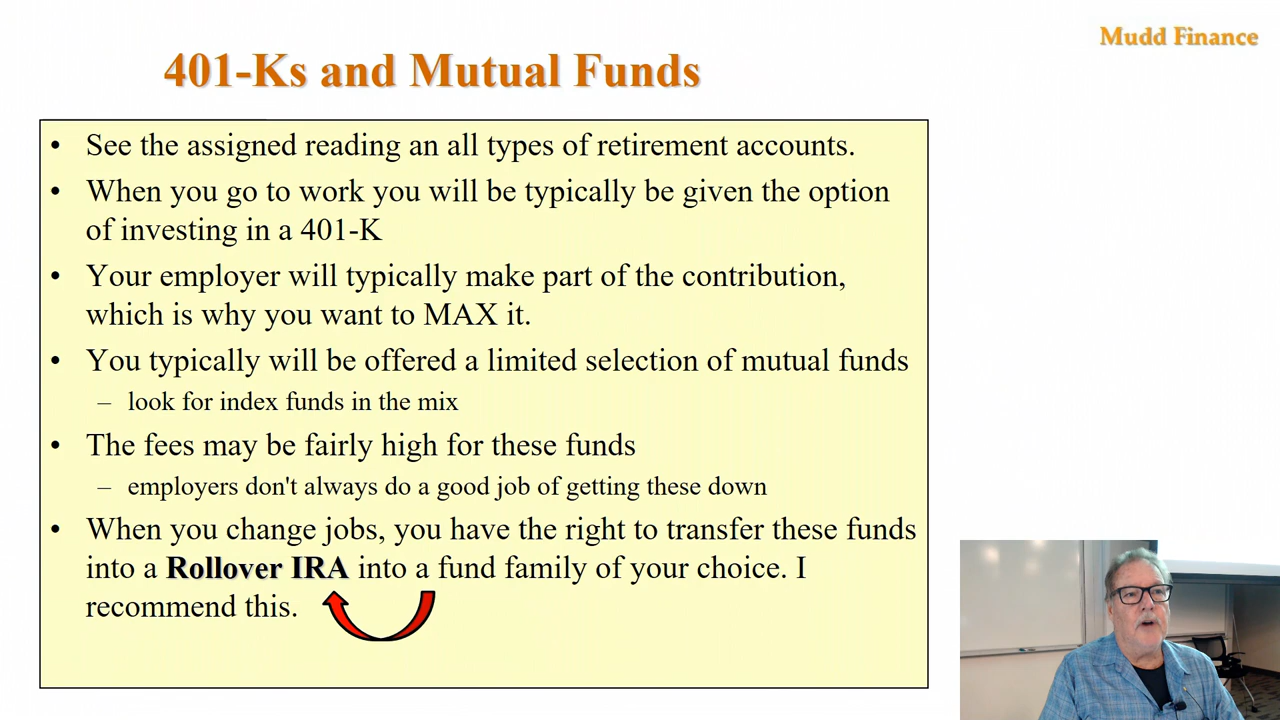 Mudd Finance
401-Ks and Mutual Funds
• See the assigned reading an all types of retirement accounts.
• When you go to work you will be typically be given the option
of investing in a 401-K
• Your employer will typically make part of the contribution,
which is why you want to MAX it.
• You typically will be offered a limited selection of mutual funds
– look for index funds in the mix
• The fees may be fairly high for these funds
– employers don't always do a good job of getting these down
• When you change jobs, you have the right to transfer these funds
into a Rollover IRA into a fund family of your choice. I
recommend this.